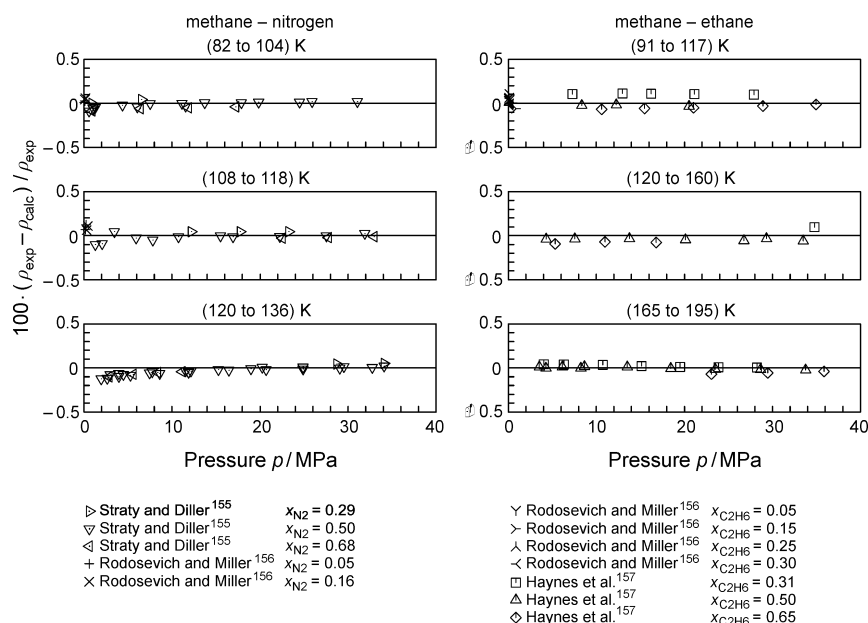 methane – nitrogen
methane – ethane
(82 to 104) K
(91 to 117) K
0.5
0
– 0.5
0.5
0
0.5
(108 to 118) K
(120 to 160) K
0.5
0
– 0.5
0.5
0
0.5
(120 to 136) K
(165 to 195) K
0.5
0
– 0.5
0.5
0
0.5
100·(ρexp – ρcalc) / ρexp
0 10 20 30 40
0 10 20 30 40
Pressure p / MPa
Pressure p / MPa
Straty and Diller155 xN2 = 0.29
Straty and Diller155 xN2 = 0.50
Straty and Diller155 xN2 = 0.68
Rodosevich and Miller156 xN2 = 0.05
Rodosevich and Miller156 xN2 = 0.16
Rodosevich and Miller156 xC2H6 = 0.05
Rodosevich and Miller156 xC2H6 = 0.15
Rodosevich and Miller156 xC2H6 = 0.25
Rodosevich and Miller156 xC2H6 = 0.30
Haynes et al.157 xC2H6 = 0.31
Haynes et al.157 xC2H6 = 0.50
Haynes et al.157 xC2H6 = 0.65